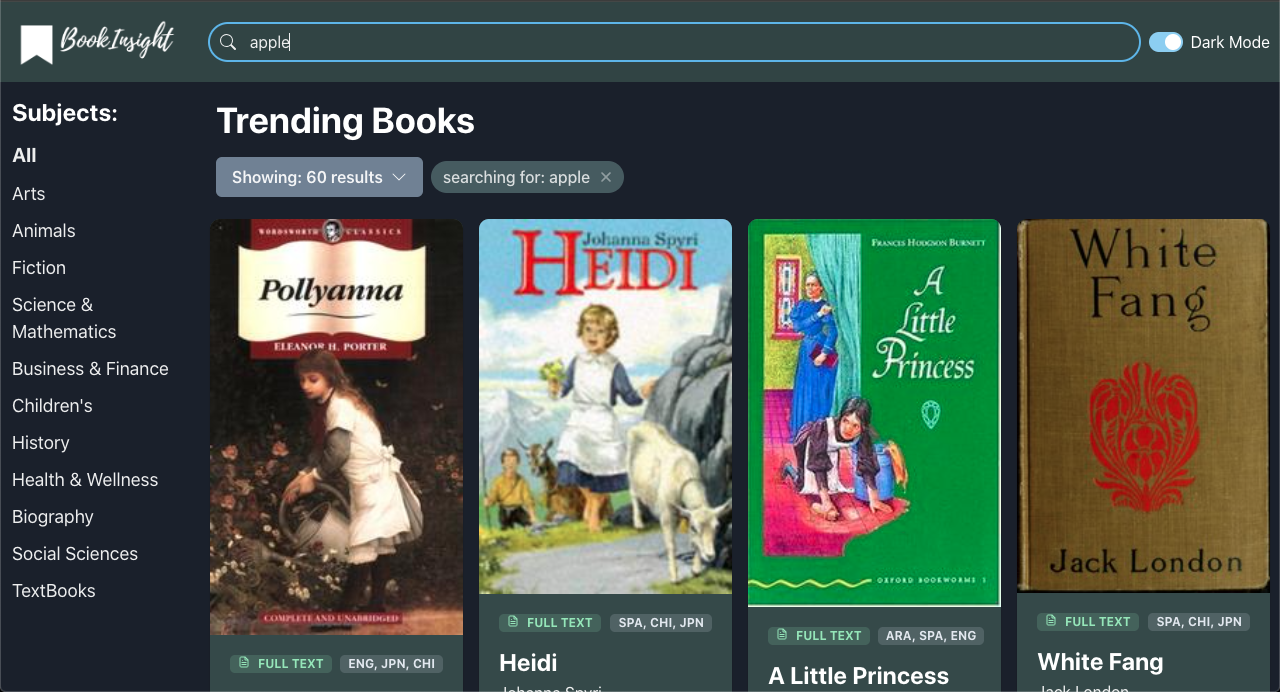 BookInsight
apple
Dark Mode
Subjects:
All
Arts
Animals
Fiction
Science &
Mathematics
Business & Finance
Children's
History
Health & Wellness
Biography
Social Sciences
TextBooks
Trending Books
Showing: 60 results
searching for: apple
WORDSWORTH CLASSICS
Pollyanna
ELEANOR H. PORTER
COMPLETE AND UNABRIDGED
FULL TEXT
ENG, JPN, CHI
Johanna Spyri
HEIDI
FULL TEXT
SPA, CHI, JPN
Heidi
Johanna Spyri
FRANCES HODGSON BURNETT
A
Little
Princess
OXFORD BOOKWORMS 1
FULL TEXT
ARA, SPA, ENG
A Little Princess
White
Fang
Jack London
FULL TEXT
SPA, CHI, JPN
White Fang
Jack London